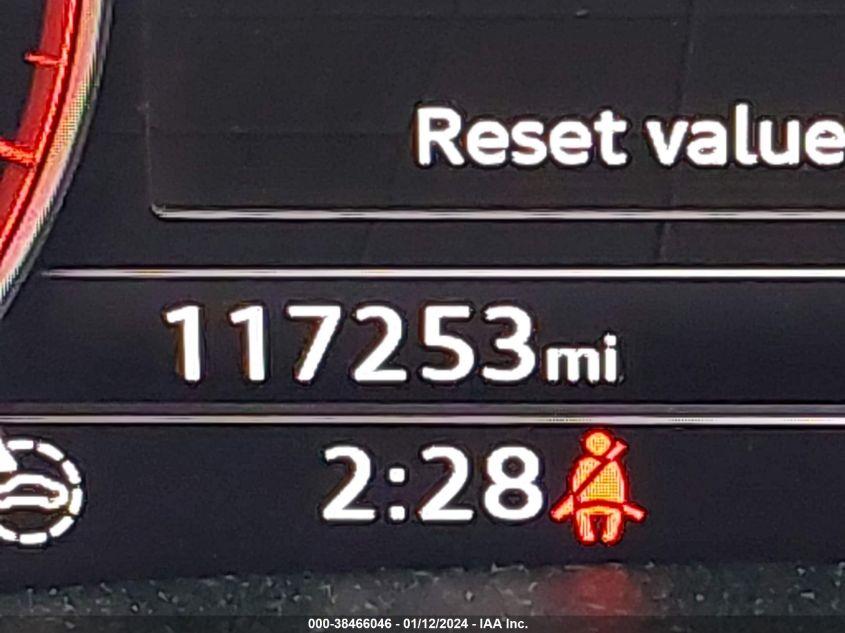 Reset value
117253mi
2:28
000-38466046 - 01/12/2024 - IAA Inc.